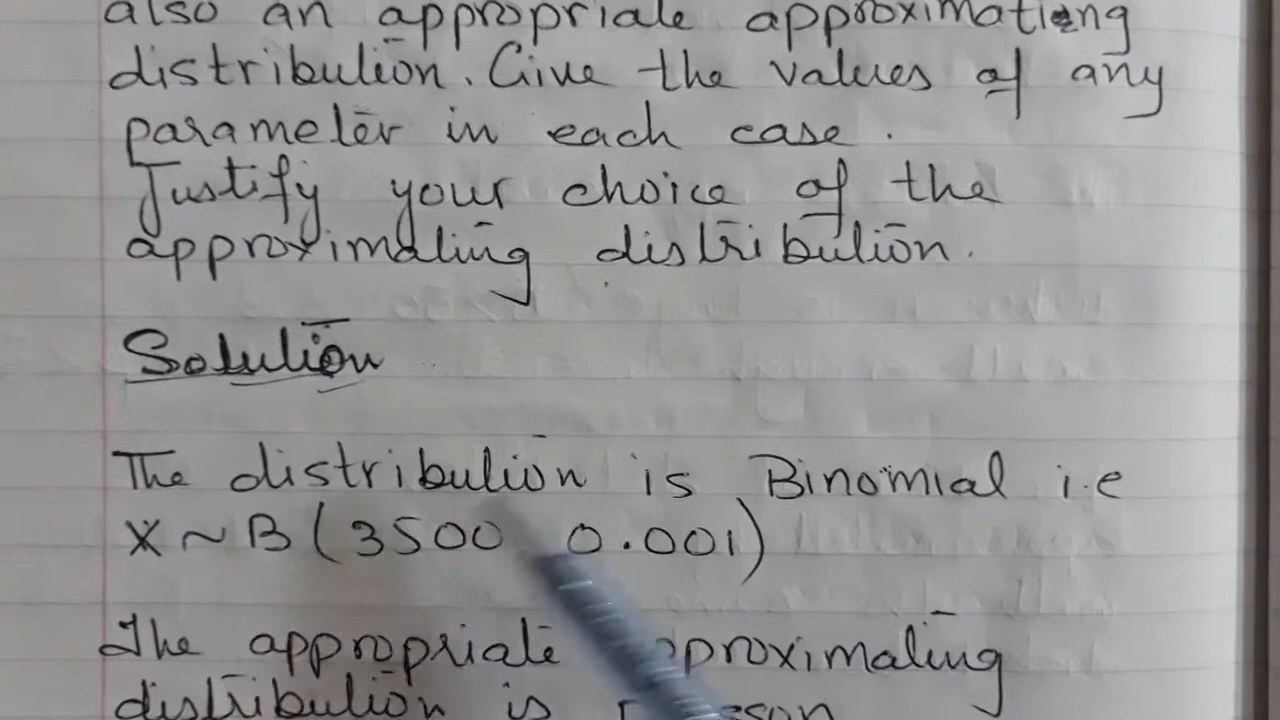 also an appropriate approximating
distribution. Give the values of any
parameter in each case.
Justify your choice of the
approximating distribution.
Solution
The distribution is Binomial i.e
X ~ B (3500 0.001)
The appropriate
distribution is